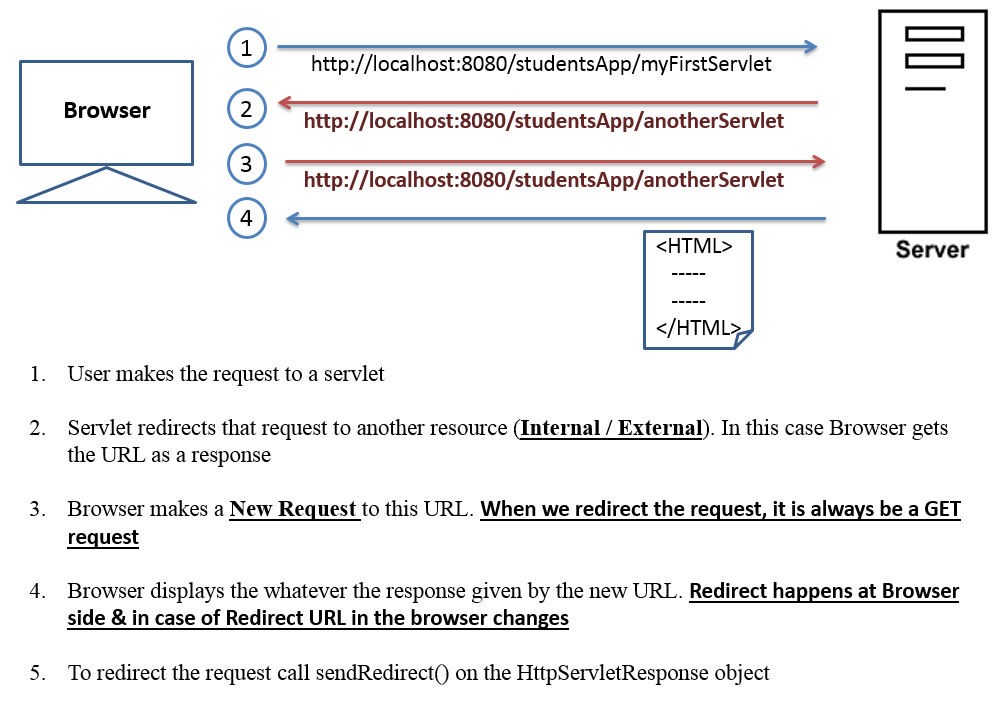 1
http://localhost:8080/studentsApp/myFirstServlet
Browser
2
http://localhost:8080/studentsApp/anotherServlet
3
http://localhost:8080/studentsApp/anotherServlet
4
Server
<HTML>
-----
-----
</HTML>
1. User makes the request to a servlet
2. Servlet redirects that request to another resource (Internal / External). In this case Browser gets
the URL as a response
3. Browser makes a New Request to this URL. When we redirect the request, it is always be a GET
request
4. Browser displays the whatever the response given by the new URL. Redirect happens at Browser
side & in case of Redirect URL in the browser changes
5. To redirect the request call sendRedirect() on the HttpServletResponse object